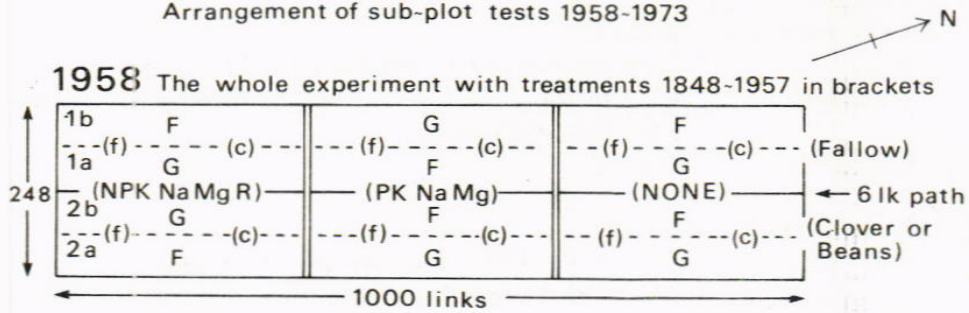 Arrangement of sub-plot tests 1958-1973
N
1958 The whole experiment with treatments 1848-1957 in brackets
1b F G F
(f) (c) (f) (c) (f) (c) (Fallow)
1a G F G
248 (NPK Na Mg R) (PK Na Mg) (NONE) 6 lk path
2b G F F
(f) (c) (f) (c) (f) (c) (Clover or
2a F G G Beans)
1000 links